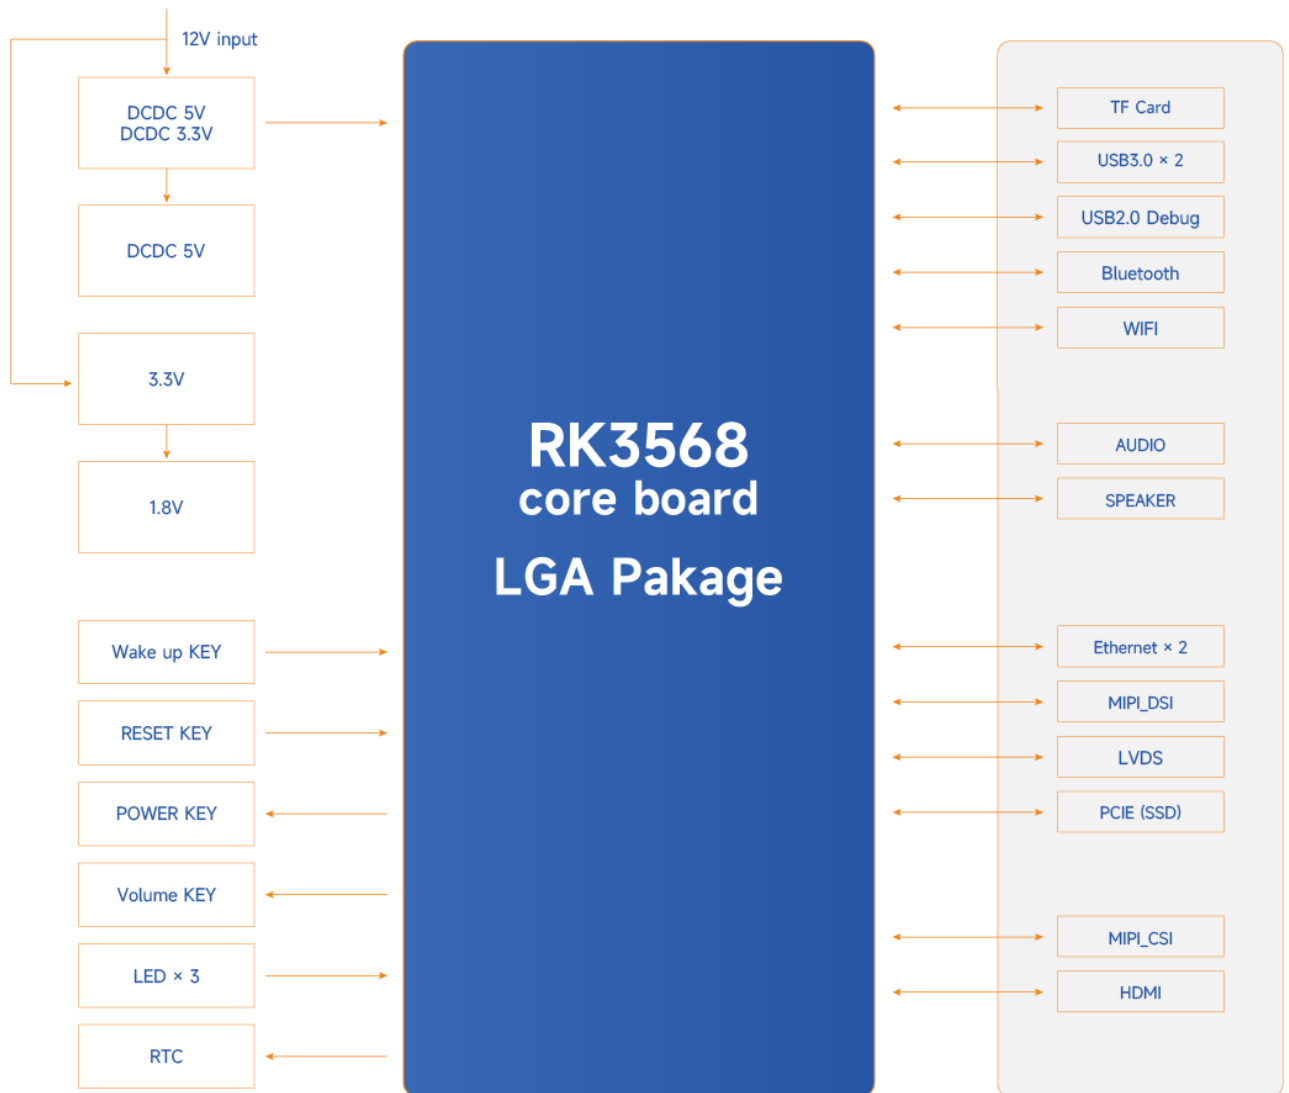 12V input
DCDC 5V
DCDC 3.3V
DCDC 5V
3.3V
1.8V
Wake up KEY
RESET KEY
POWER KEY
Volume KEY
LED × 3
RTC
RK3568
core board
LGA Pakage
TF Card
USB3.0 × 2
USB2.0 Debug
Bluetooth
WIFI
AUDIO
SPEAKER
Ethernet × 2
MIPI_DSI
LVDS
PCIE (SSD)
MIPI_CSI
HDMI